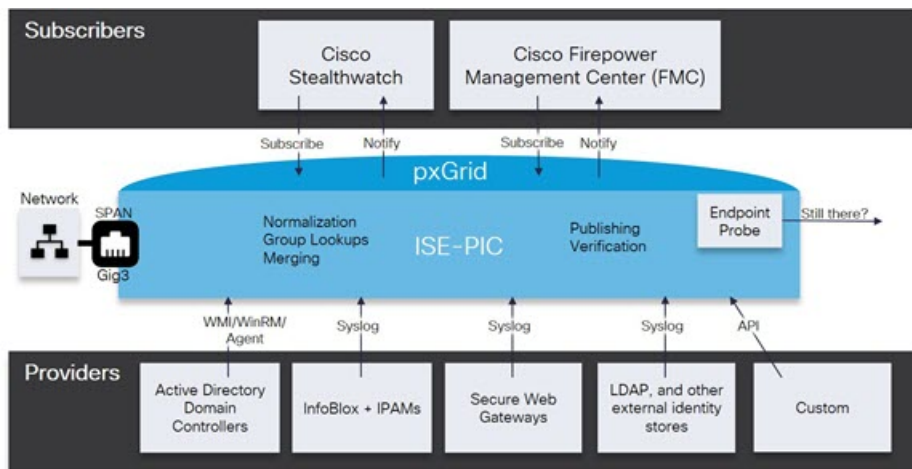 Subscribers
Cisco
Stealthwatch
Cisco Firepower
Management Center (FMC)
Subscribe
Notify
Subscribe
Notify
pxGrid
Network
SPAN
Gig3
Normalization
Group Lookups
Merging
ISE-PIC
Publishing
Verification
Endpoint
Probe
Still there?
WMI/WinRM/
Agent
Syslog
Syslog
Syslog
API
Providers
Active Directory
Domain
Controllers
InfoBlox + IPAMs
Secure Web
Gateways
LDAP, and other
external identity
stores
Custom